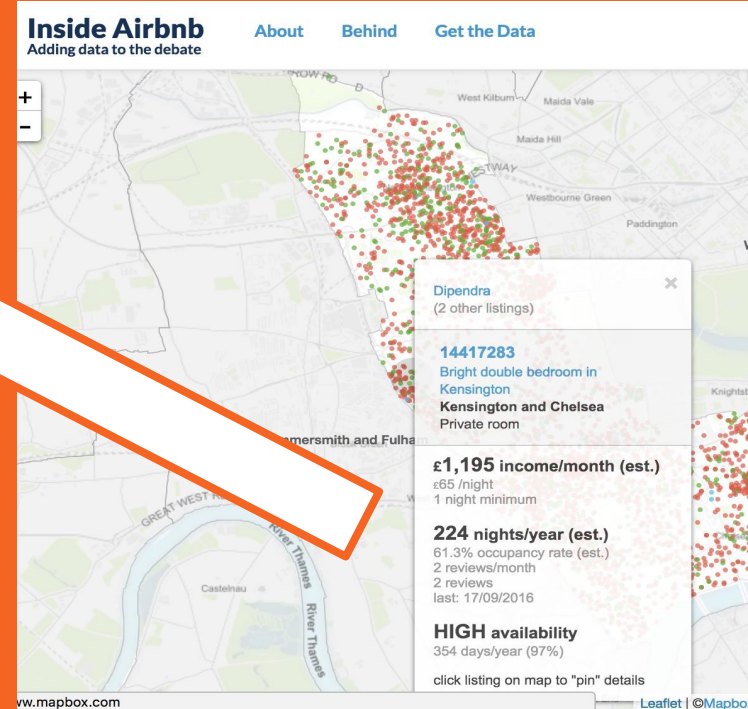 Inside Airbnb
Adding data to the debate
About Behind Get the Data
+
-
West Kilburn
Maida Vale
Maida Hill
Westbourne Green
Paddington
Dipendra
(2 other listings)
14417283
Bright double bedroom in
Kensington
Kensington and Chelsea
Private room
£1,195 income/month (est.)
£65 /night
1 night minimum
224 nights/year (est.)
61.3% occupancy rate (est.)
2 reviews/month
2 reviews
last: 17/09/2016
HIGH availability
354 days/year (97%)
click listing on map to "pin" details
Knightsb
mersmith and Fulha
GREAT WEST R
River Thames
River Thames
Castelnau
ww.mapbox.com
Leaflet | ©Mapbo